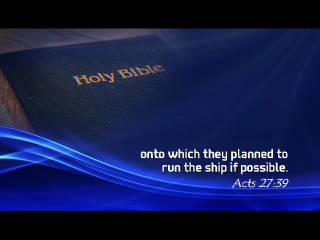 Holy Bible
onto which they planned to
run the ship if possible.
Acts 27:39